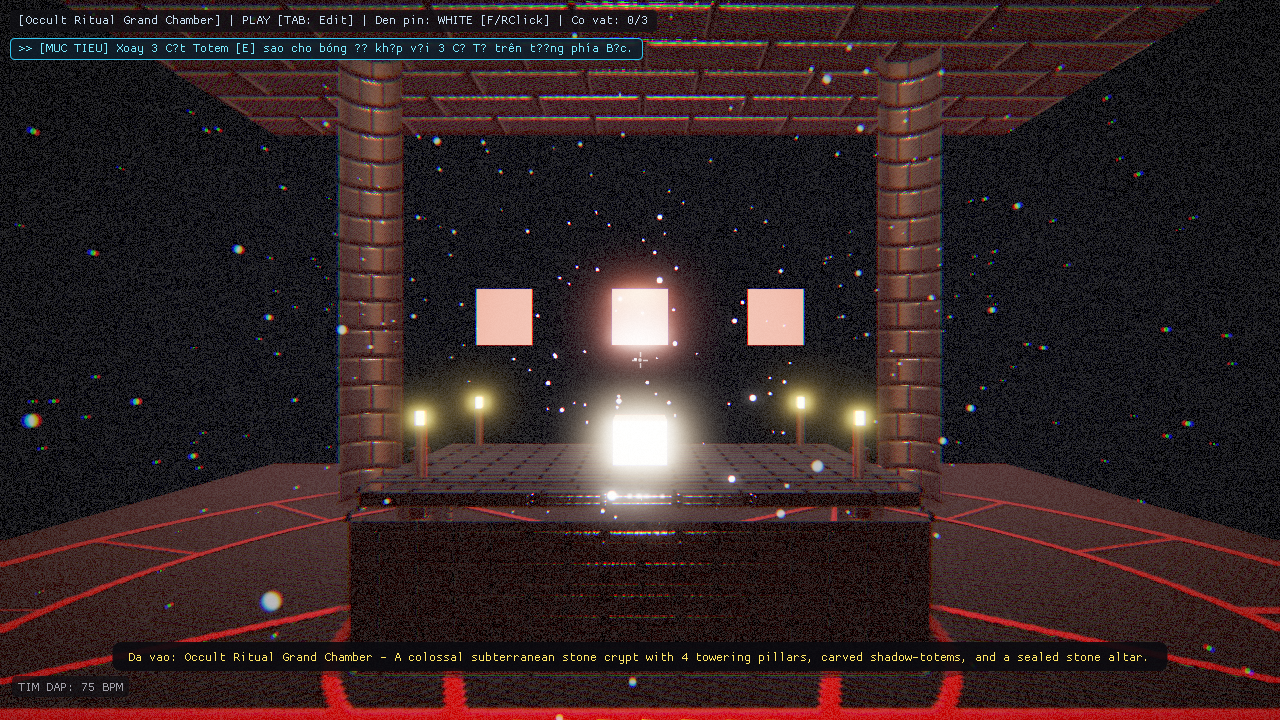 [Occult Ritual Grand Chamber] | PLAY [TAB: Edit] | Den pin: WHITE [F/RClick] | Co vat: 0/3
>> [MUC TIEU] Xoay 3 C?t Totem [E] sao cho bóng ?? kh?p v?i 3 C? T? trên t??ng phía B?c.
Da vao: Occult Ritual Grand Chamber - A colossal subterranean stone crypt with 4 towering pillars, carved shadow-totems, and a sealed stone altar.
TIM DAP: 75 BPM